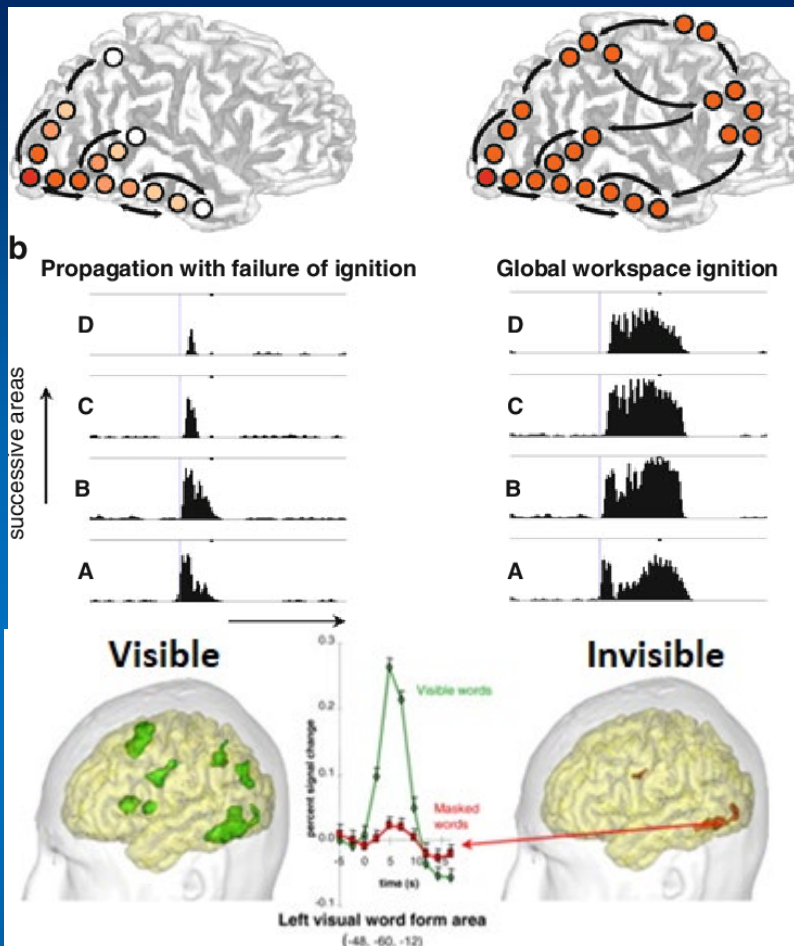 b
Propagation with failure of ignition
Global workspace ignition
successive areas
D
C
B
A
D
C
B
A
Visible
Invisible
percent signal change
0.3
0.2
0.1
0.0
-0.1
Visible words
Masked
words
-5 0 5 10 15
time (s)
Left visual word form area
(-48, -60, -12)